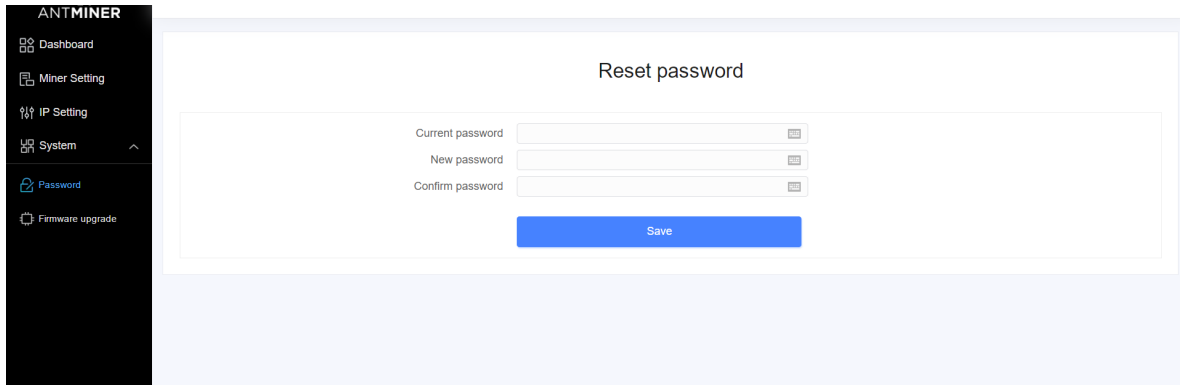 ANTMINER
Dashboard
Miner Setting
IP Setting
System
Password
Firmware upgrade
Reset password
Current password
New password
Confirm password
Save